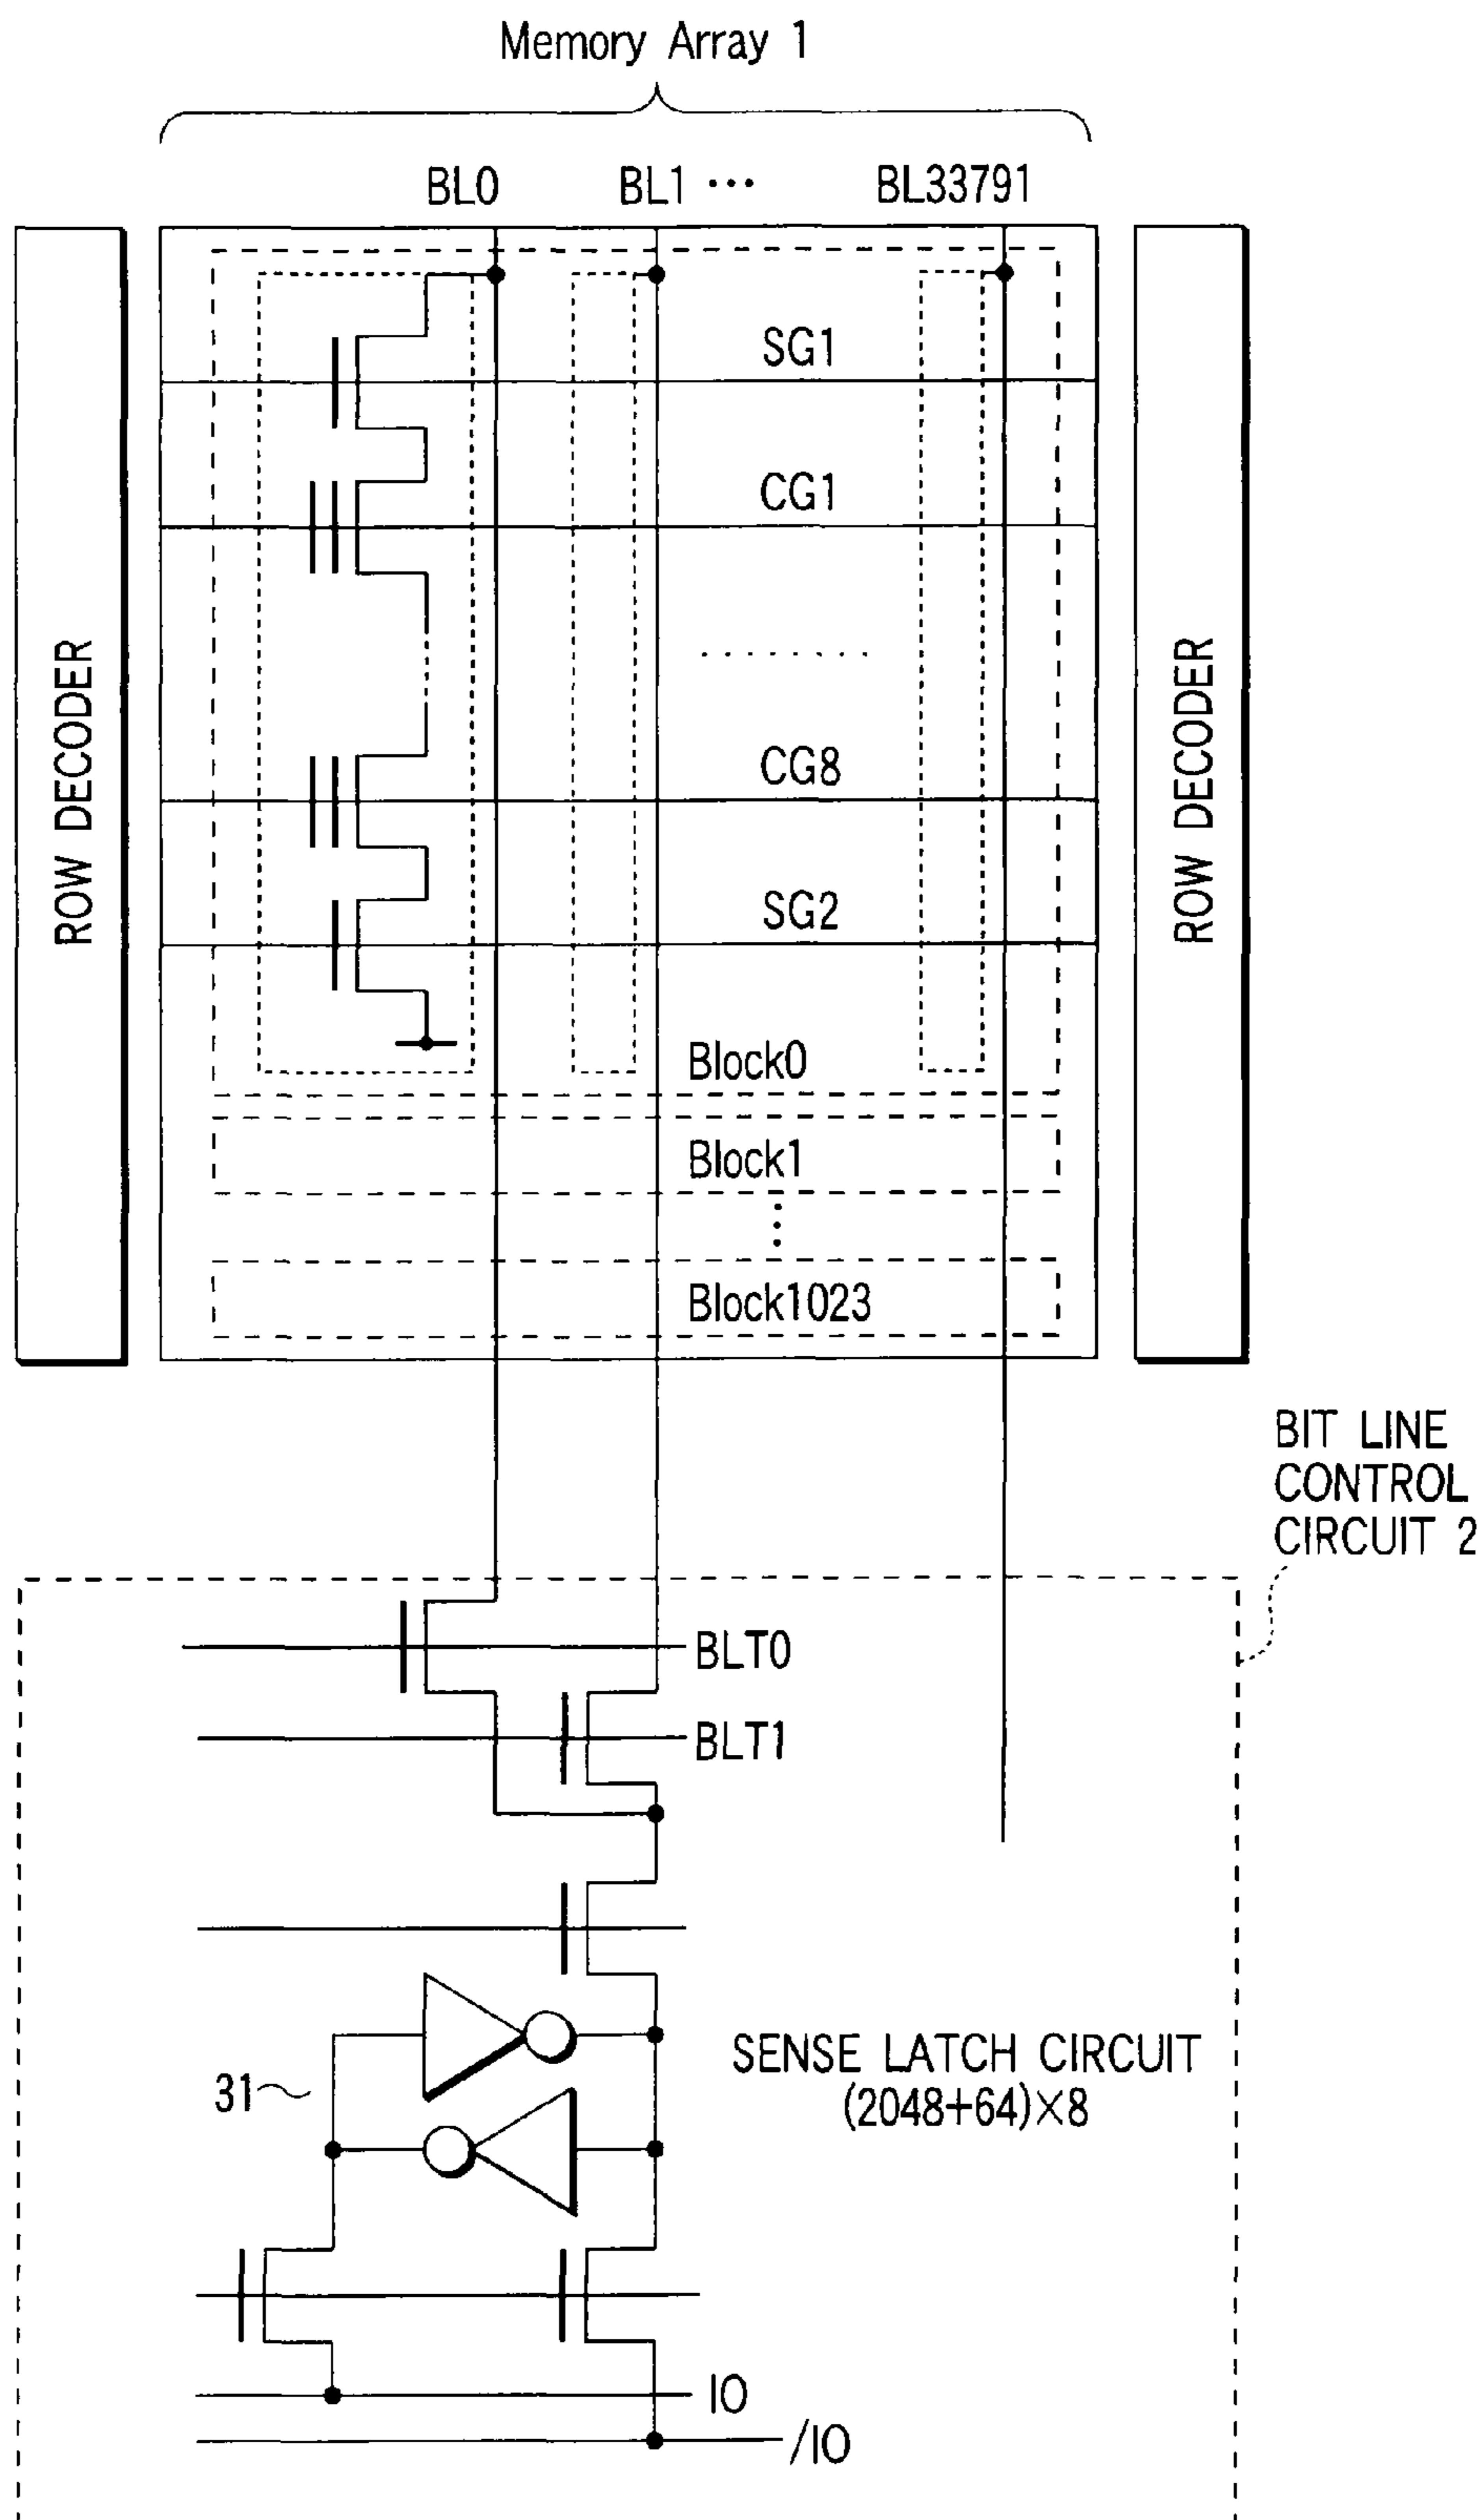 Memory Array 1
BL0 BL1 ••• BL33791
SG1
CG1
ROW DECODER
ROW DECODER
CG8
SG2
Block0
Block1
Block1023
BIT LINE
CONTROL
CIRCUIT 2
BLT0
BLT1
SENSE LATCH CIRCUIT
(2048+64)×8
31
IO
/IO